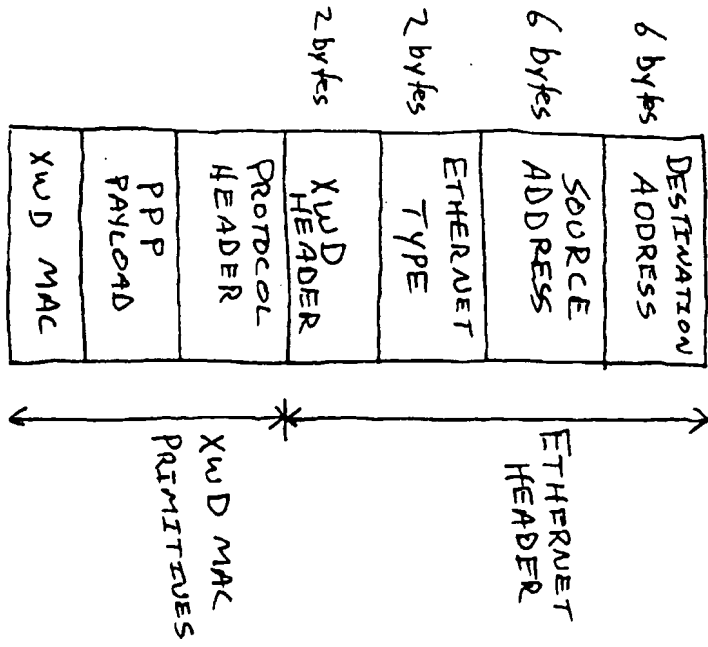 6 bytes
DESTINATION
ADDRESS
6 bytes
SOURCE
ADDRESS
2 bytes
ETHERNET
TYPE
2 bytes
XWD
HEADER
PROTOCOL
HEADER
PPP
PAYLOAD
XWD MAC
ETHERNET
HEADER
XWD MAC
PRIMITIVES